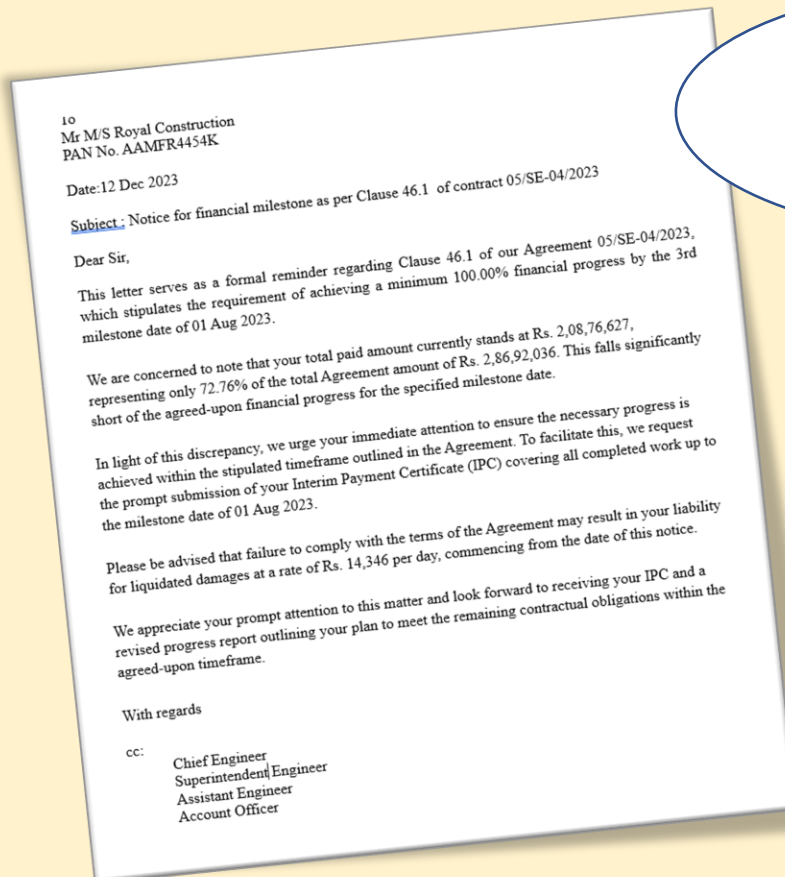 To
Mr M/S Royal Construction
PAN No. AAMFR4454K
Date:12 Dec 2023
Subject : Notice for financial milestone as per Clause 46.1 of contract 05/SE-04/2023
Dear Sir,
This letter serves as a formal reminder regarding Clause 46.1 of our Agreement 05/SE-04/2023,
which stipulates the requirement of achieving a minimum 100.00% financial progress by the 3rd
milestone date of 01 Aug 2023.
We are concerned to note that your total paid amount currently stands at Rs. 2,08,76,627,
representing only 72.76% of the total Agreement amount of Rs. 2,86,92,036. This falls significantly
short of the agreed-upon financial progress for the specified milestone date.
In light of this discrepancy, we urge your immediate attention to ensure the necessary progress is
achieved within the stipulated timeframe outlined in the Agreement. To facilitate this, we request
the prompt submission of your Interim Payment Certificate (IPC) covering all completed work up to
the milestone date of 01 Aug 2023.
Please be advised that failure to comply with the terms of the Agreement may result in your liability
for liquidated damages at a rate of Rs. 14,346 per day, commencing from the date of this notice.
We appreciate your prompt attention to this matter and look forward to receiving your IPC and a
revised progress report outlining your plan to meet the remaining contractual obligations within the
agreed-upon timeframe.
With regards
cc:
Chief Engineer
Superintendent Engineer
Assistant Engineer
Account Officer